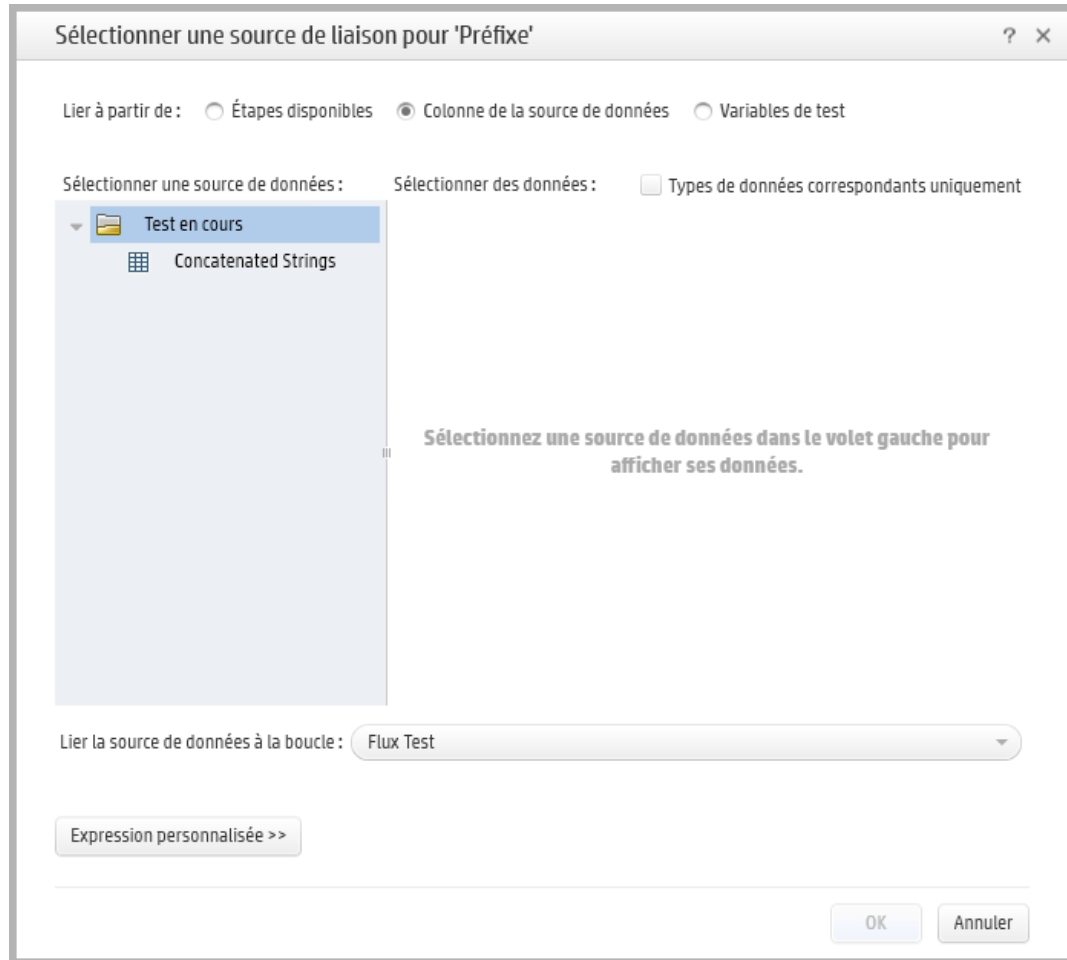 Sélectionner une source de liaison pour 'Préfixe' ? ×
Lier à partir de : Étapes disponibles Colonne de la source de données Variables de test
Sélectionner une source de données : Sélectionner des données : Types de données correspondants uniquement
Test en cours
Concatenated Strings
Sélectionnez une source de données dans le volet gauche pour
afficher ses données.
Lier la source de données à la boucle : Flux Test
Expression personnalisée >>
OK Annuler